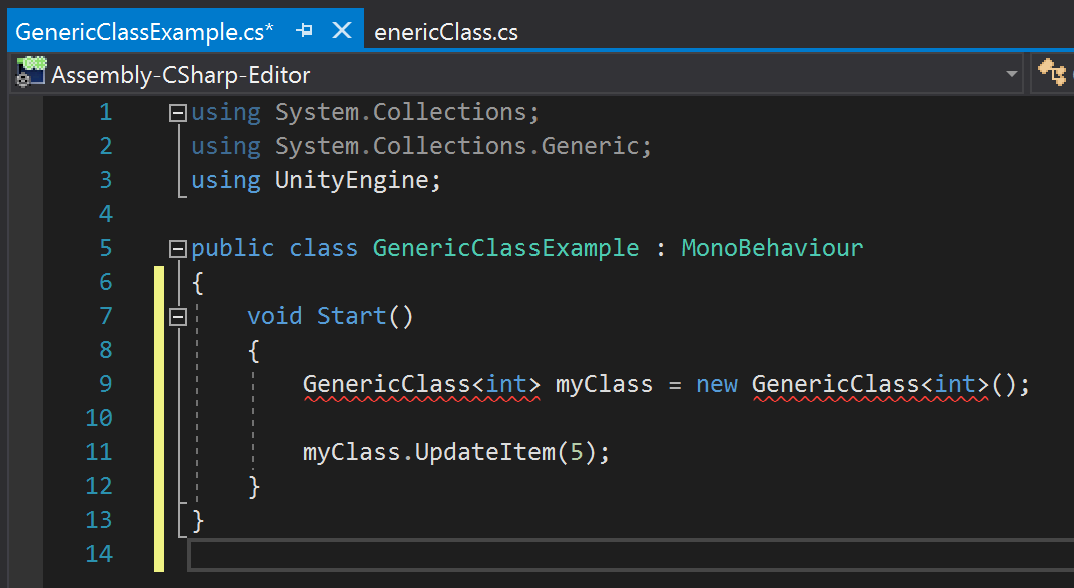 GenericClassExample.cs* enericClass.cs
Assembly-CSharp-Editor
1 using System.Collections;
2 using System.Collections.Generic;
3 using UnityEngine;
4
5 public class GenericClassExample : MonoBehaviour
6 {
7 void Start()
8 {
9 GenericClass<int> myClass = new GenericClass<int>();
10
11 myClass.UpdateItem(5);
12 }
13 }
14